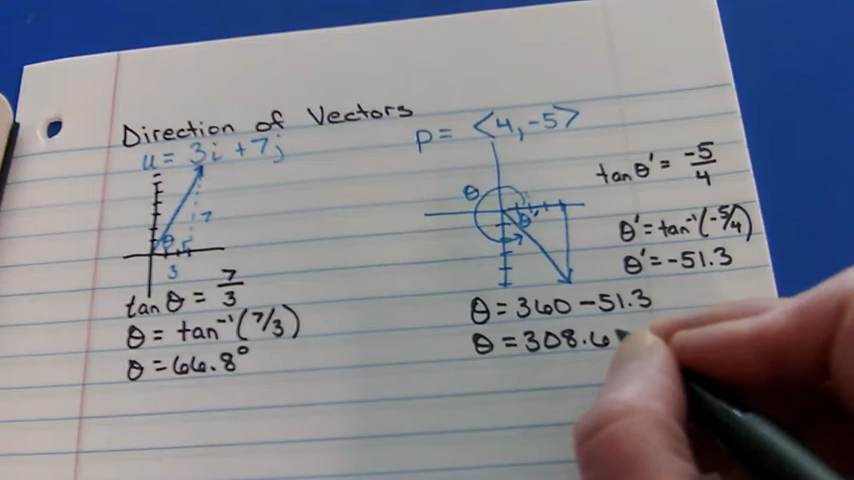 Direction of Vectors
u = 3i + 7j
7
θ
3
tan θ = 7/3
θ = tan⁻¹(7/3)
θ = 66.8°
p = <4, -5>
θ
θ'
tan θ' = -5/4
θ' = tan⁻¹(-5/4)
θ' = -51.3
θ = 360 - 51.3
θ = 308.6